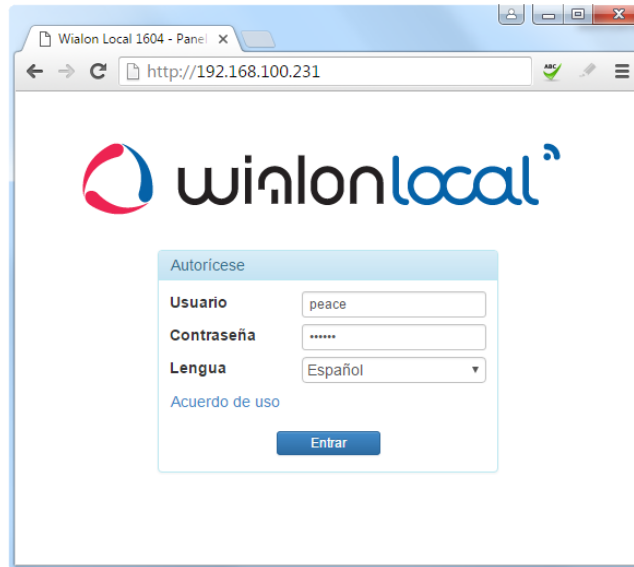 Wialon Local 1604 - Panel
http://192.168.100.231
ABC
wialonlocal
Autorícese
Usuario peace
Contraseña ••••••
Lengua Español
Acuerdo de uso
Entrar